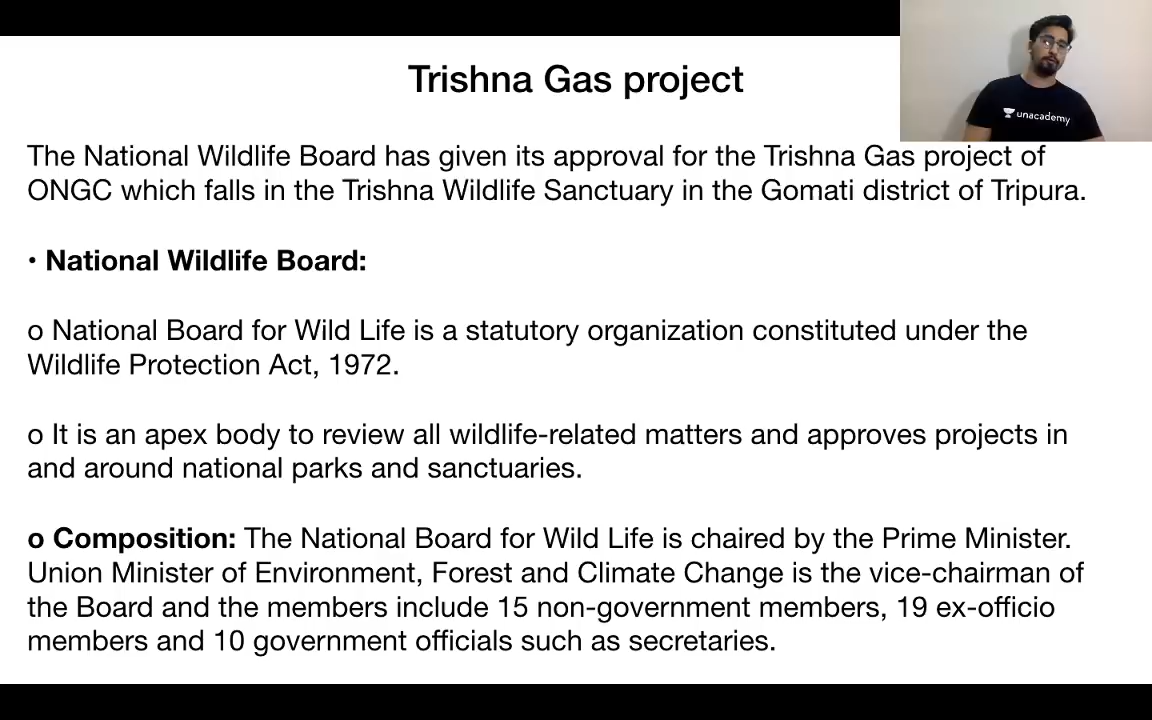 Trishna Gas project
unacademy
The National Wildlife Board has given its approval for the Trishna Gas project of
ONGC which falls in the Trishna Wildlife Sanctuary in the Gomati district of Tripura.
• National Wildlife Board:
o National Board for Wild Life is a statutory organization constituted under the
Wildlife Protection Act, 1972.
o It is an apex body to review all wildlife-related matters and approves projects in
and around national parks and sanctuaries.
o Composition: The National Board for Wild Life is chaired by the Prime Minister.
Union Minister of Environment, Forest and Climate Change is the vice-chairman of
the Board and the members include 15 non-government members, 19 ex-officio
members and 10 government officials such as secretaries.